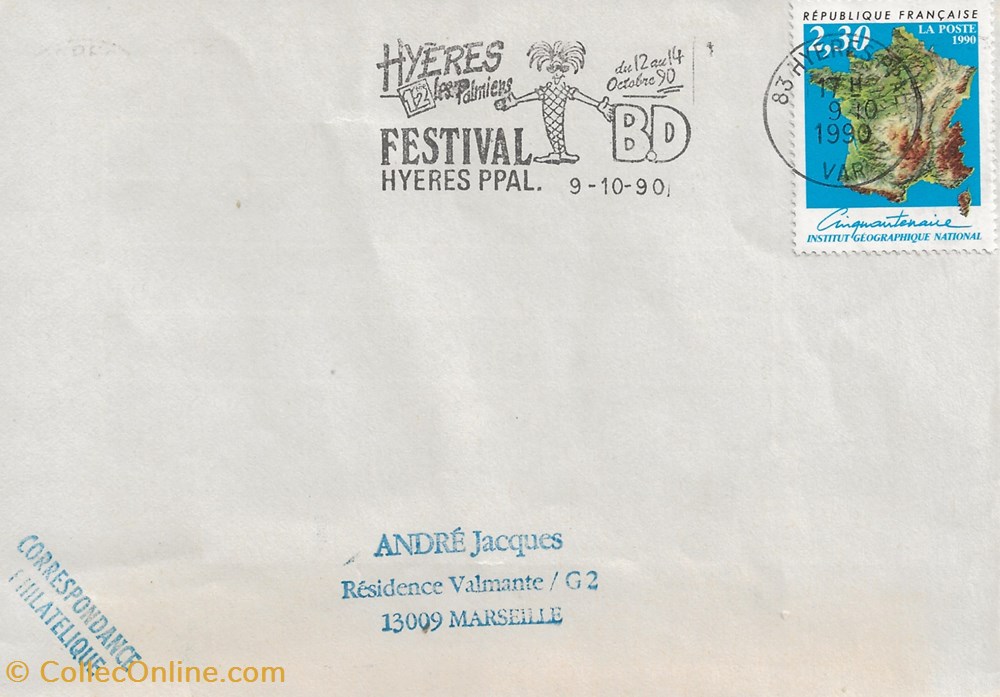 HYERES
12
les Palmiers
du 12 au 14
Octobre 90
FESTIVAL
B.D
HYERES PPAL. 9-10-90
RÉPUBLIQUE FRANÇAISE
2,30
LA POSTE
1990
83 HYERES
17 H
9 10
1990
VAR
Cinquantenaire
INSTITUT GÉOGRAPHIQUE NATIONAL
ANDRÉ Jacques
Résidence Valmante / G 2
13009 MARSEILLE
CORRESPONDANCE
PHILATELIQUE
© CollecOnline.com